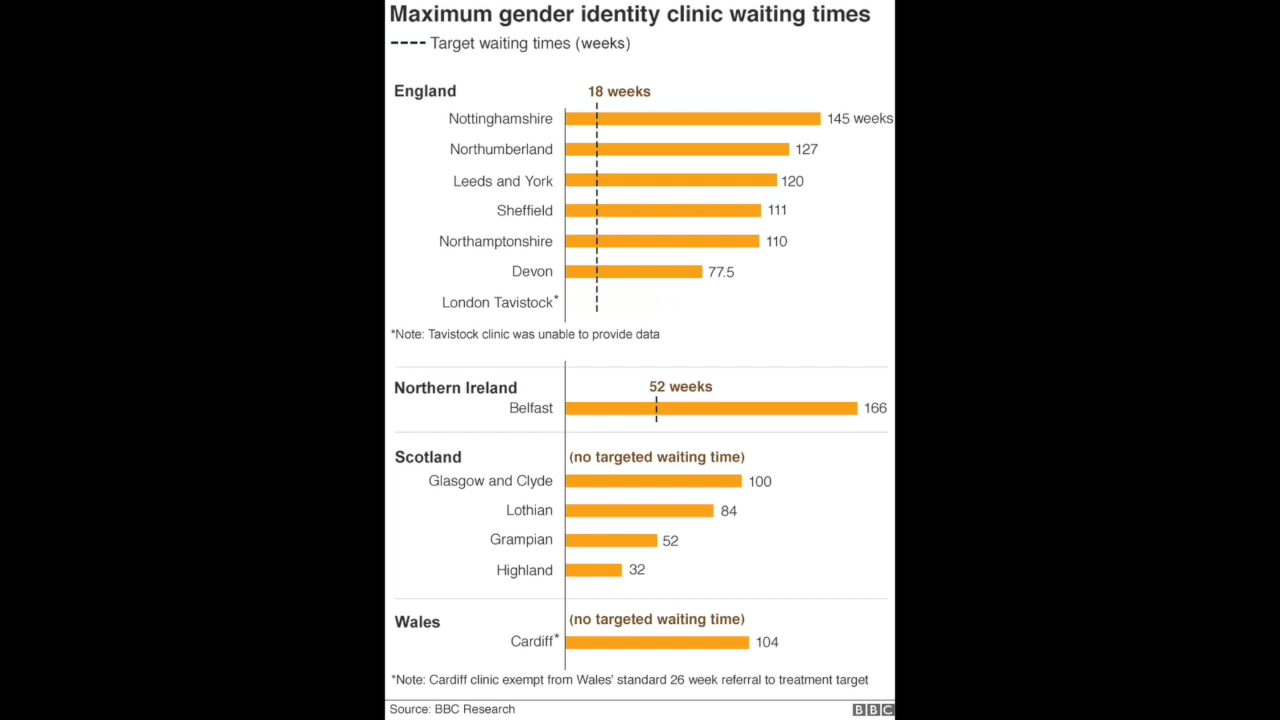 Maximum gender identity clinic waiting times
---- Target waiting times (weeks)
England 18 weeks
Nottinghamshire 145 weeks
Northumberland 127
Leeds and York 120
Sheffield 111
Northamptonshire 110
Devon 77.5
London Tavistock*
*Note: Tavistock clinic was unable to provide data
Northern Ireland 52 weeks
Belfast 166
Scotland (no targeted waiting time)
Glasgow and Clyde 100
Lothian 84
Grampian 52
Highland 32
Wales (no targeted waiting time)
Cardiff* 104
*Note: Cardiff clinic exempt from Wales' standard 26 week referral to treatment target
Source: BBC Research BBC